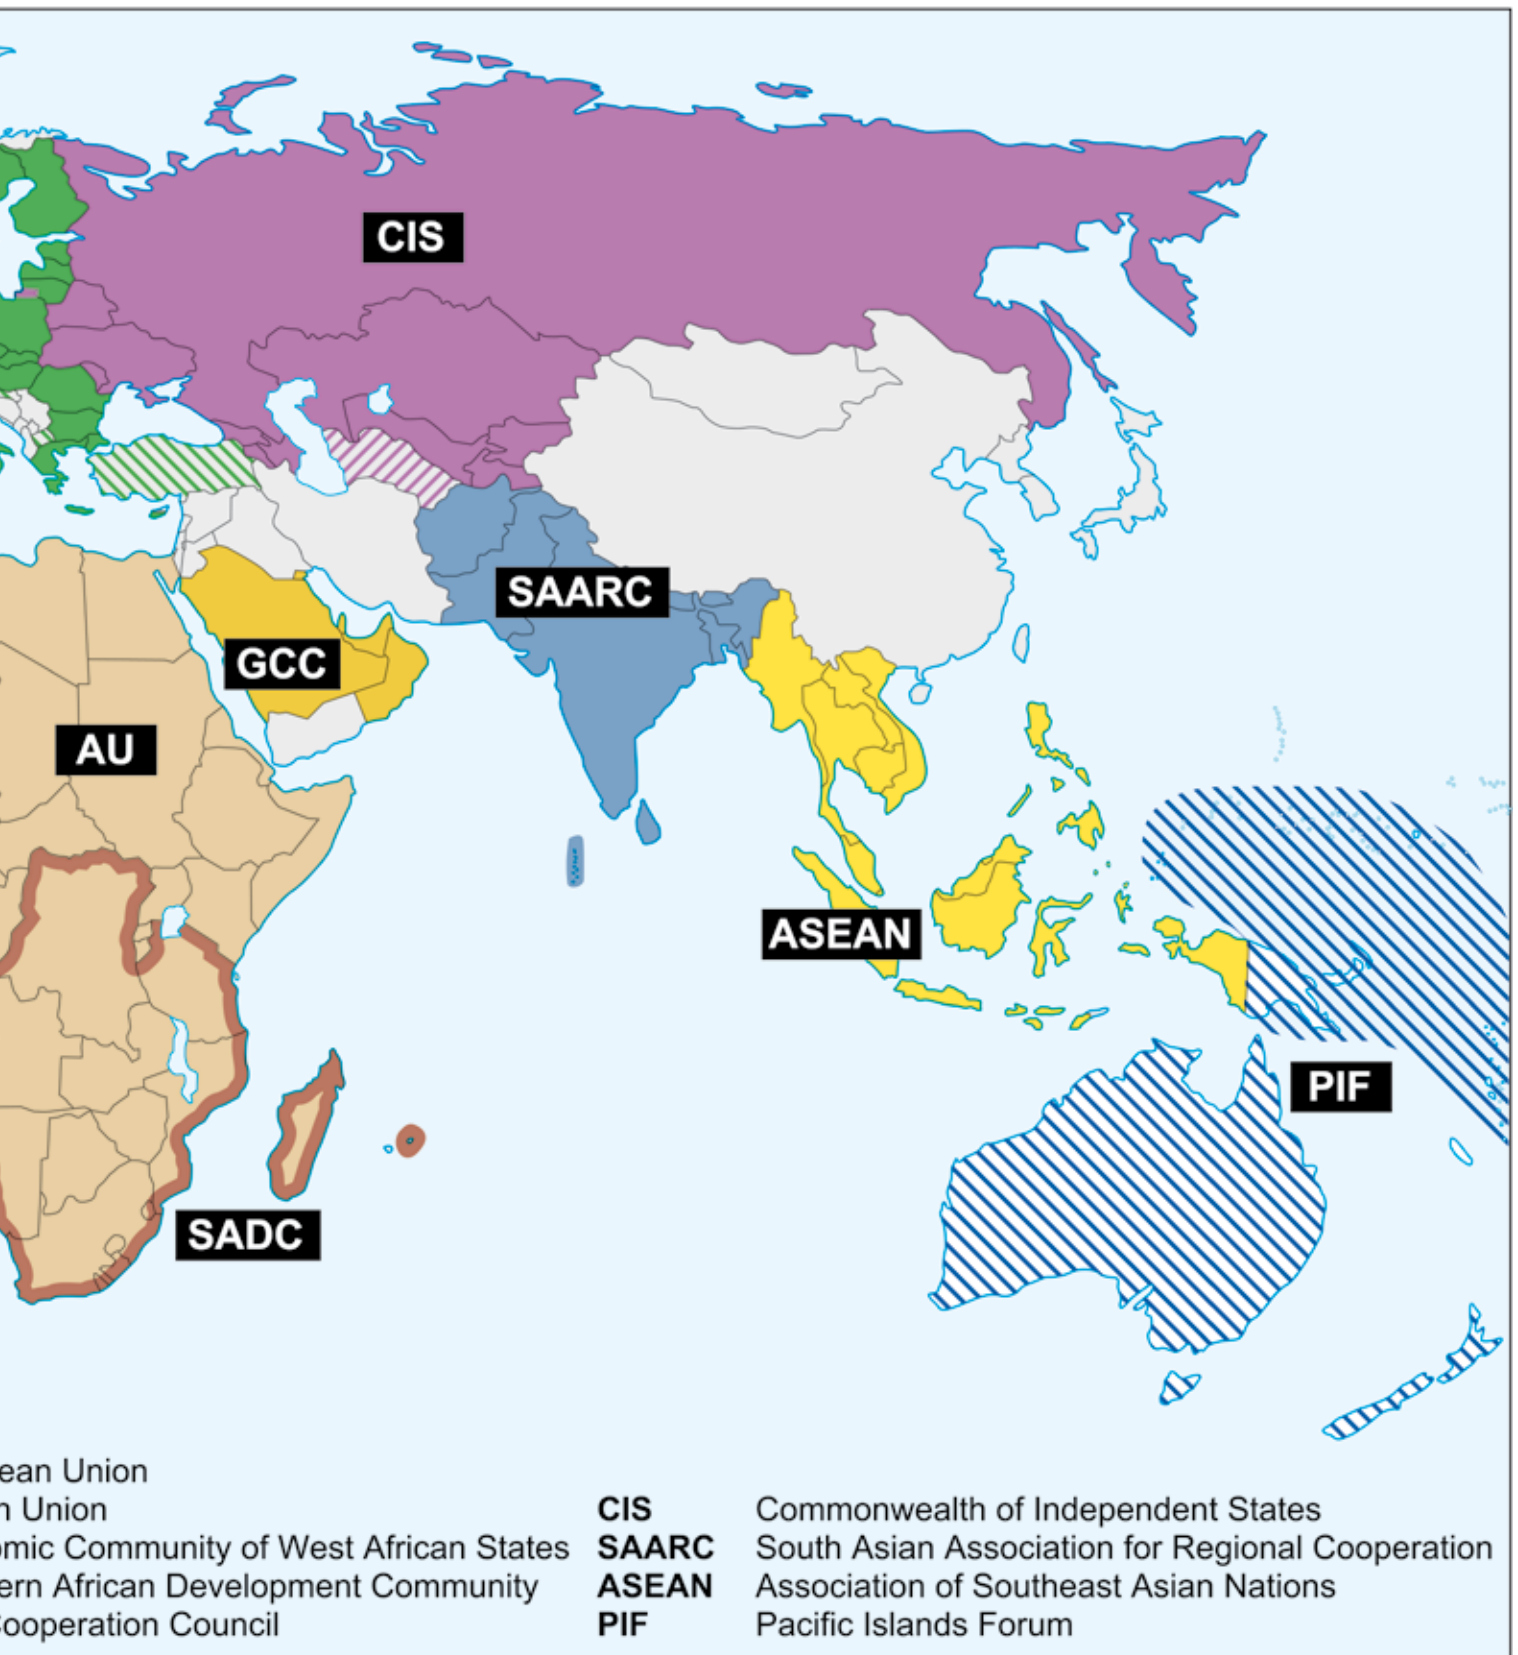 CIS
SAARC
GCC
AU
ASEAN
PIF
SADC
ean Union
n Union
omic Community of West African States
ern African Development Community
Cooperation Council
CIS Commonwealth of Independent States
SAARC South Asian Association for Regional Cooperation
ASEAN Association of Southeast Asian Nations
PIF Pacific Islands Forum